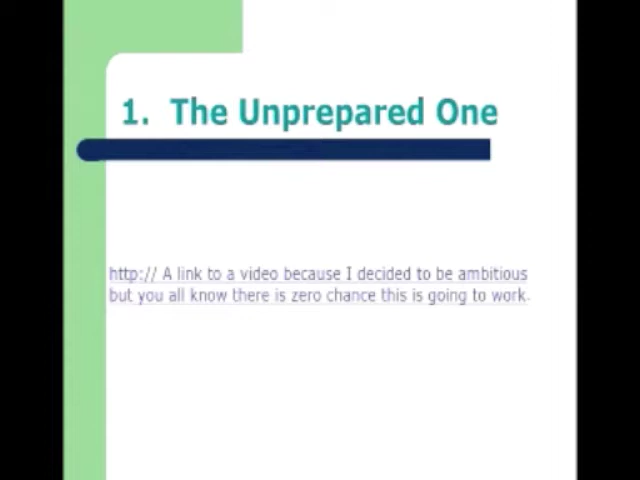 1. The Unprepared One
http:// A link to a video because I decided to be ambitious
but you all know there is zero chance this is going to work.